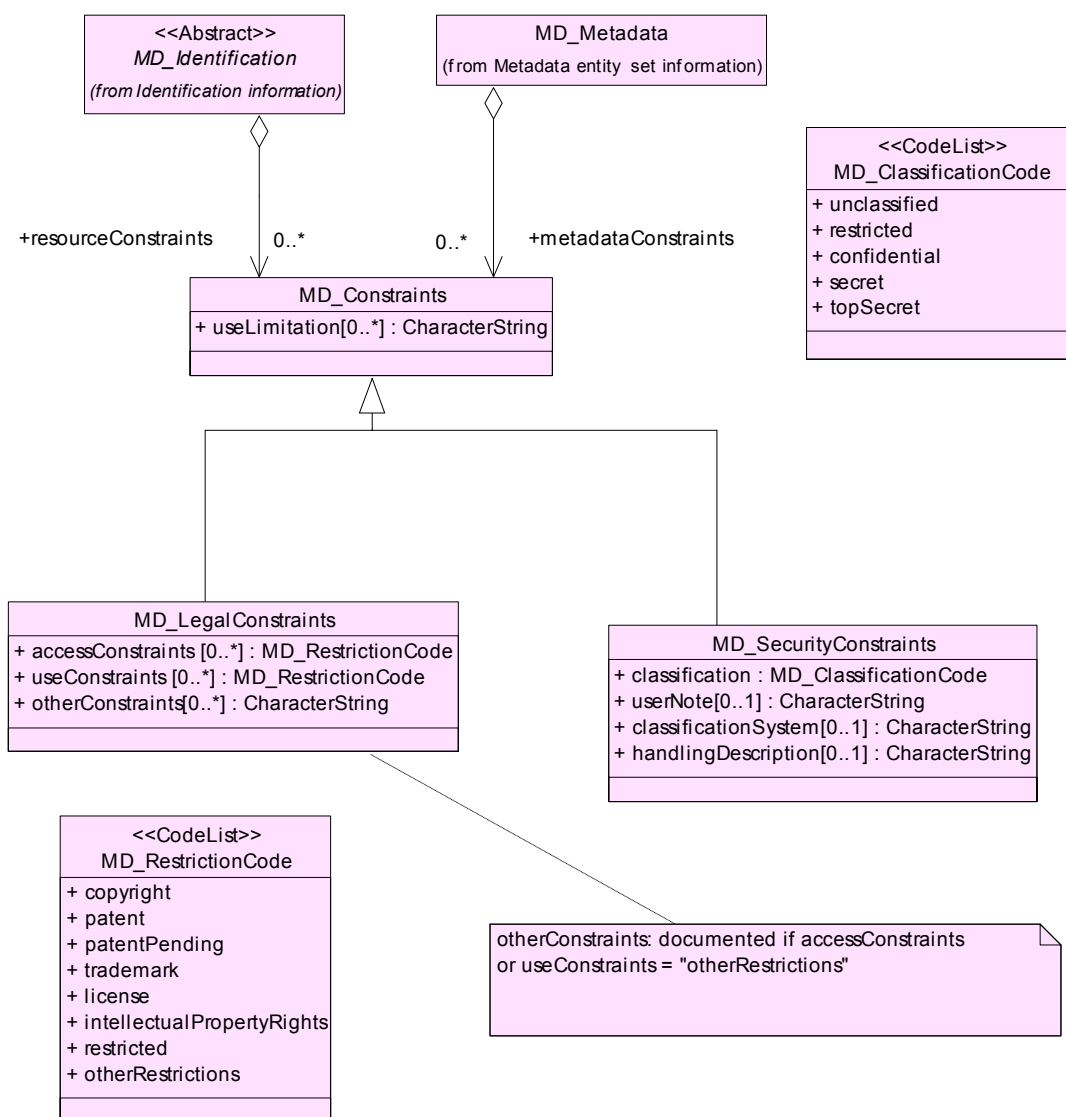 <<Abstract>>
MD_Identification
(from Identification information)
MD_Metadata
(from Metadata entity set information)
<<CodeList>>
MD_ClassificationCode
+ unclassified
+ restricted
+ confidential
+ secret
+ topSecret
+resourceConstraints
0..*
0..*
+metadataConstraints
MD_Constraints
+ useLimitation[0..*] : CharacterString
MD_LegalConstraints
+ accessConstraints [0..*] : MD_RestrictionCode
+ useConstraints [0..*] : MD_RestrictionCode
+ otherConstraints[0..*] : CharacterString
MD_SecurityConstraints
+ classification : MD_ClassificationCode
+ userNote[0..1] : CharacterString
+ classificationSystem[0..1] : CharacterString
+ handlingDescription[0..1] : CharacterString
<<CodeList>>
MD_RestrictionCode
+ copyright
+ patent
+ patentPending
+ trademark
+ license
+ intellectualPropertyRights
+ restricted
+ otherRestrictions
otherConstraints: documented if accessConstraints
or useConstraints = "otherRestrictions"